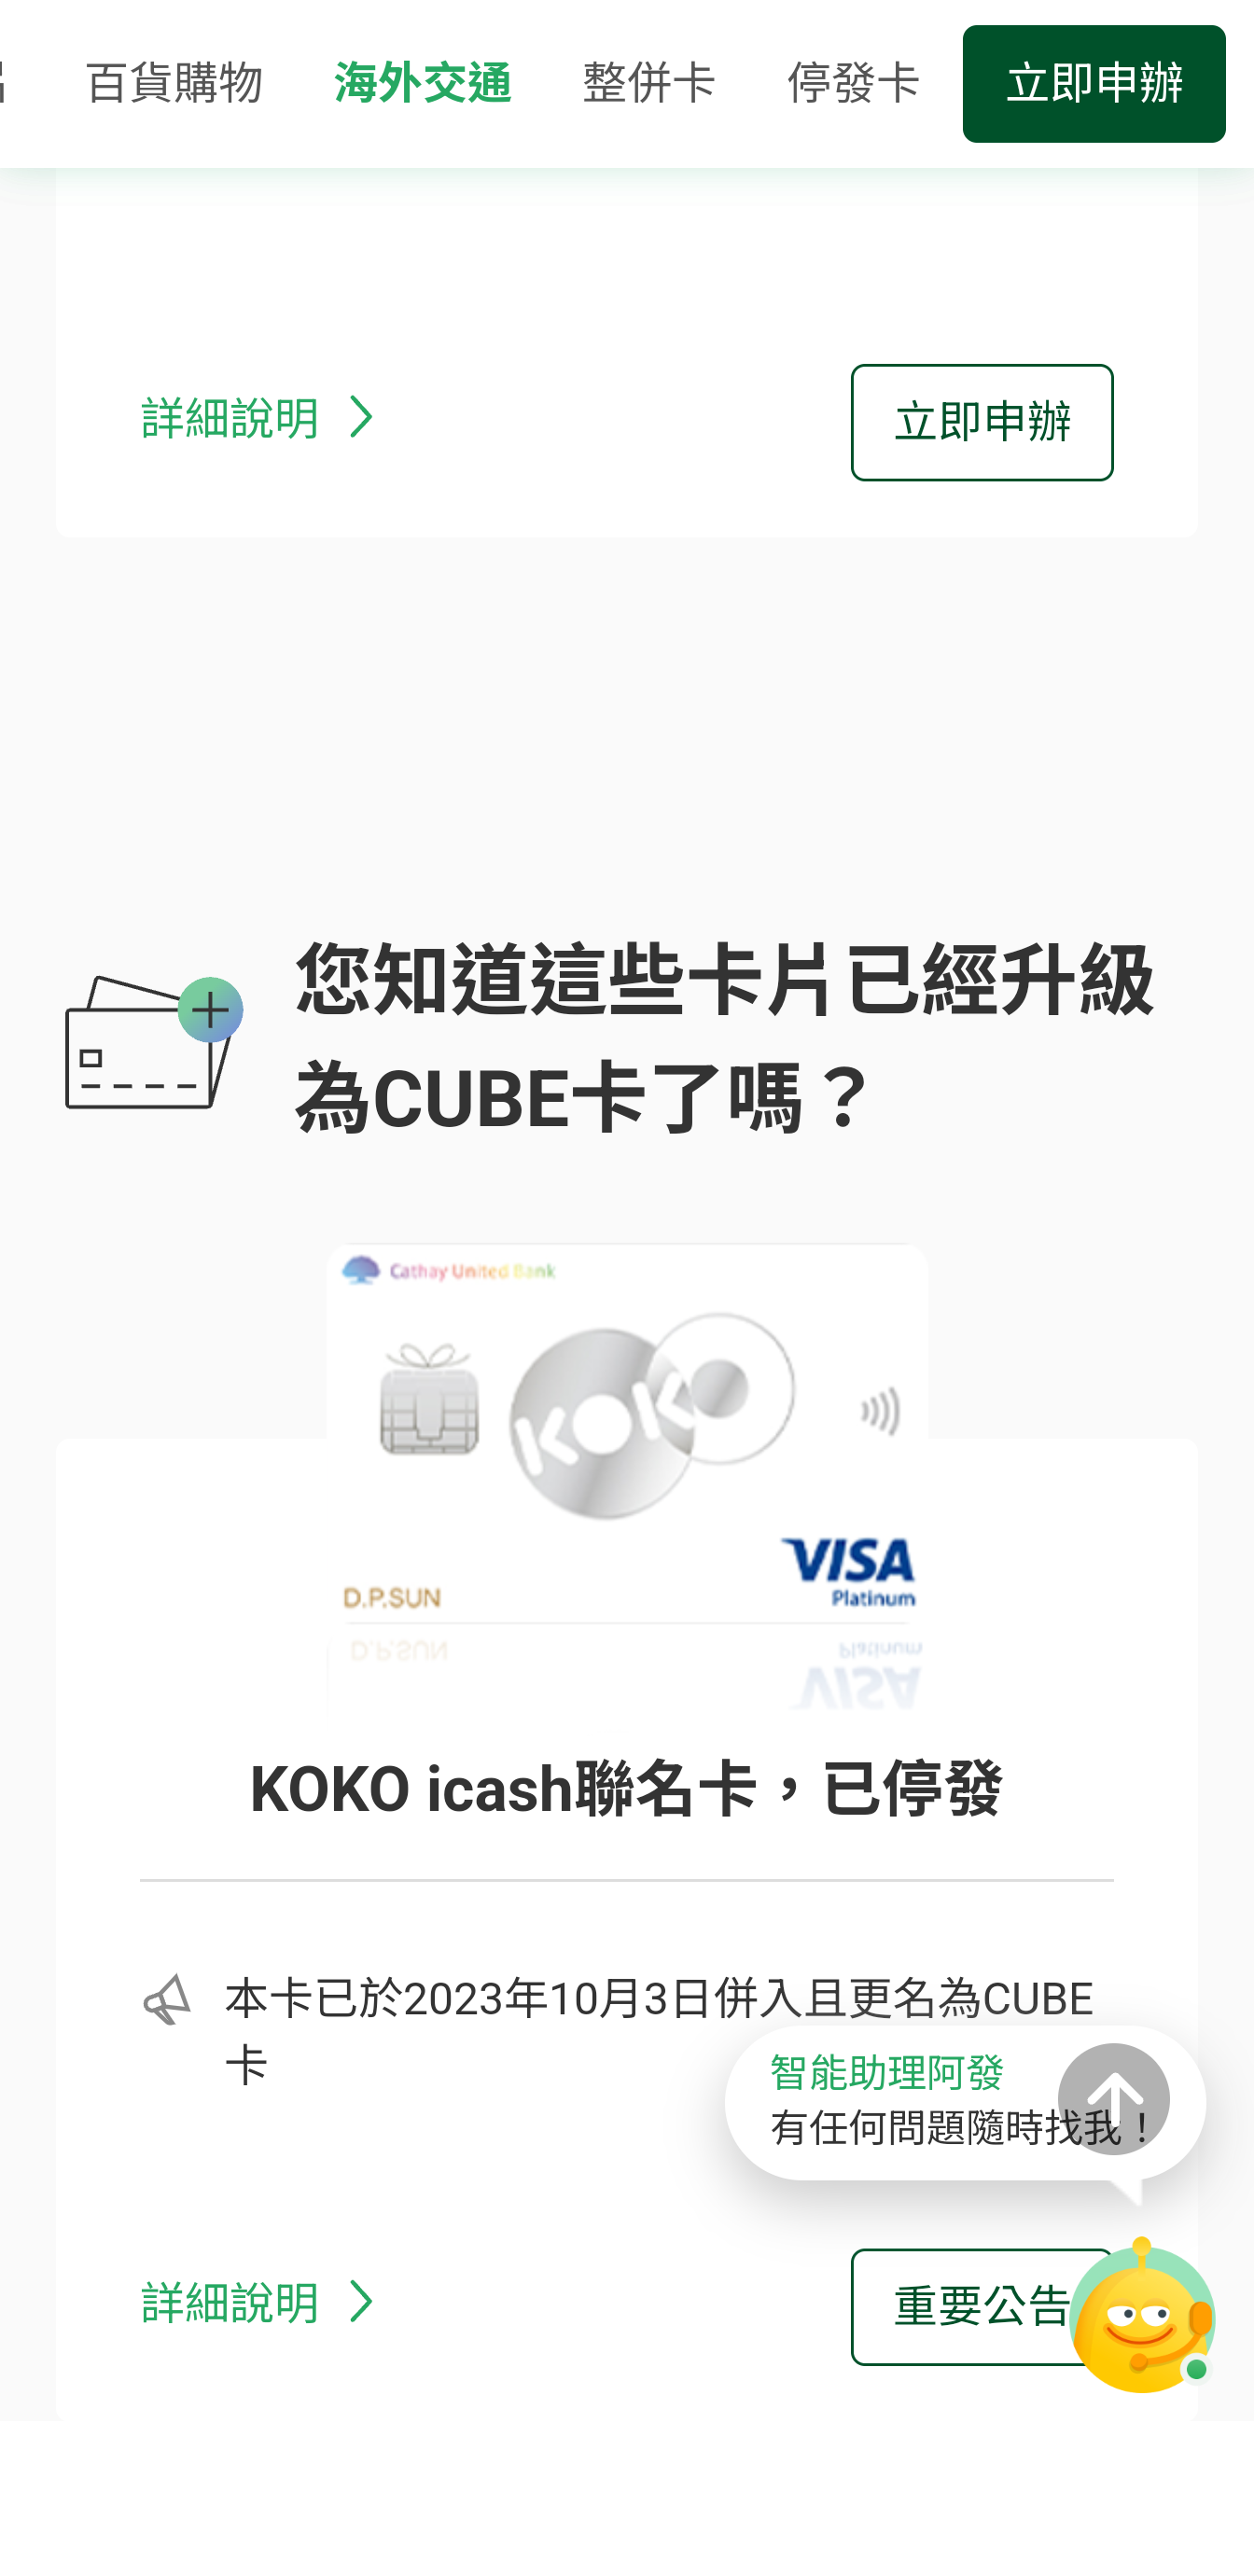 百貨購物 海外交通 整併卡 停發卡 立即申辦
詳細說明 立即申辦
您知道這些卡片已經升級
為CUBE卡了嗎？
Cathay United Bank
KOKO
VISA
Platinum
D.P.SUN
KOKO icash聯名卡，已停發
本卡已於2023年10月3日併入且更名為CUBE
卡
智能助理阿發
有任何問題隨時找我！
詳細說明 重要公告